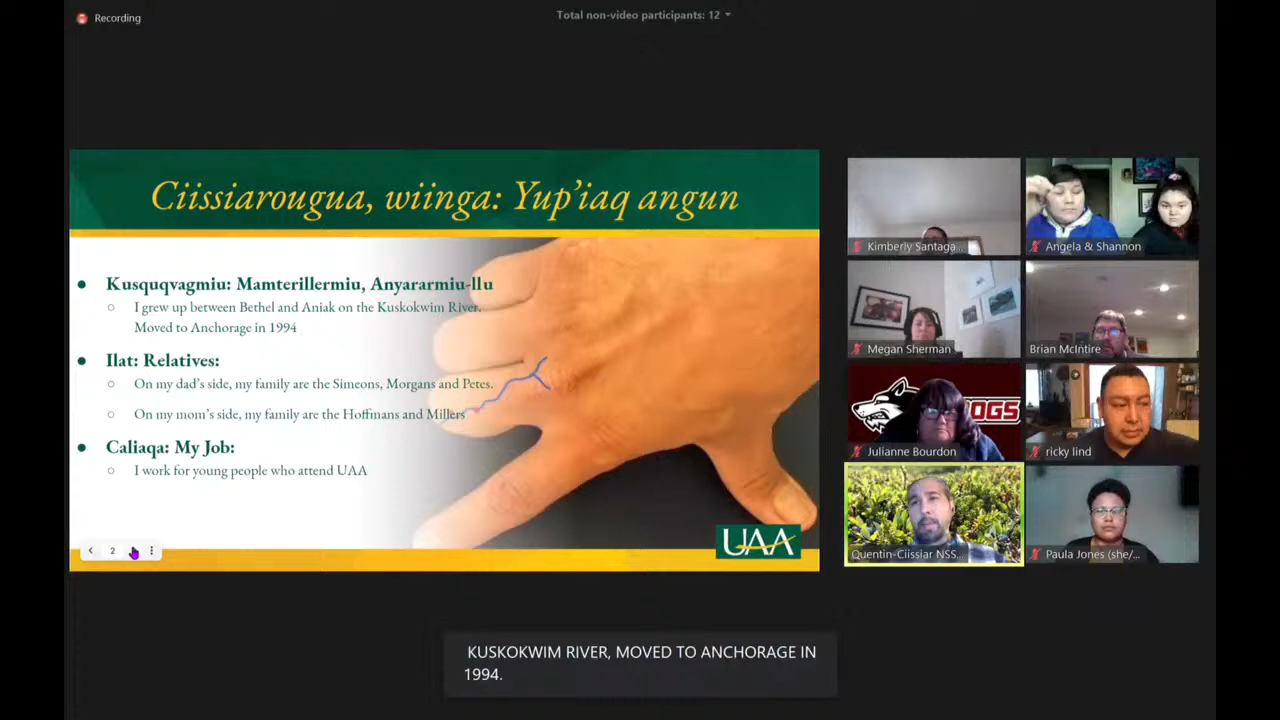 Recording
Total non-video participants: 12
Ciissiarougua, wiinga: Yup'iaq angun
Kusquqvagmiu: Mamterillermiu, Anyararmiu-llu
I grew up between Bethel and Aniak on the Kuskokwim River.
Moved to Anchorage in 1994
Ilat: Relatives:
On my dad's side, my family are the Simeons, Morgans and Petes.
On my mom's side, my family are the Hoffmans and Millers
Caliaqa: My Job:
I work for young people who attend UAA
UAA
2
Kimberly Santaga...
Angela & Shannon
Megan Sherman
Brian McIntire
OGS
Julianne Bourdon
ricky lind
Quentin-Ciissiar NSS...
Paula Jones (she/...
KUSKOKWIM RIVER, MOVED TO ANCHORAGE IN
1994.